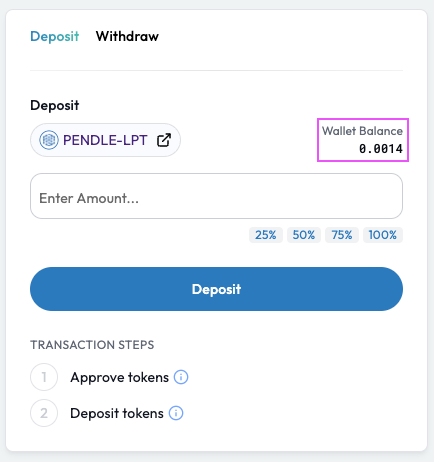 Deposit Withdraw
Deposit
PENDLE-LPT
Wallet Balance
0.0014
Enter Amount...
25% 50% 75% 100%
Deposit
TRANSACTION STEPS
1 Approve tokens
2 Deposit tokens